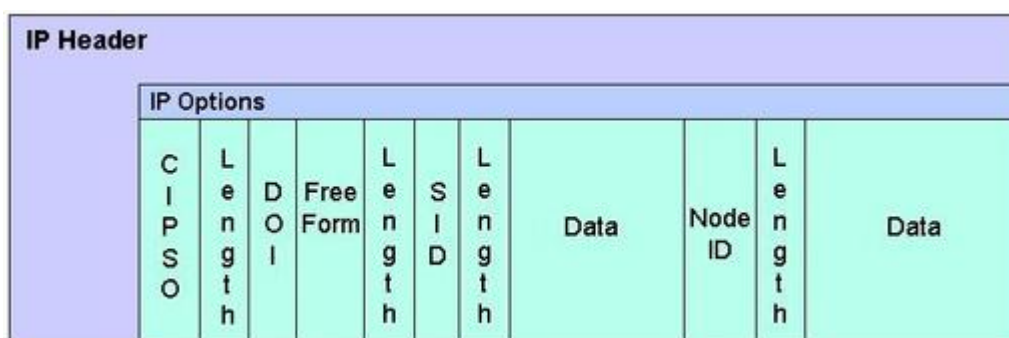 IP Header
IP Options
CIPSO
Length
DOI
Free
Form
Length
SID
Length
Data
Node
ID
Length
Data